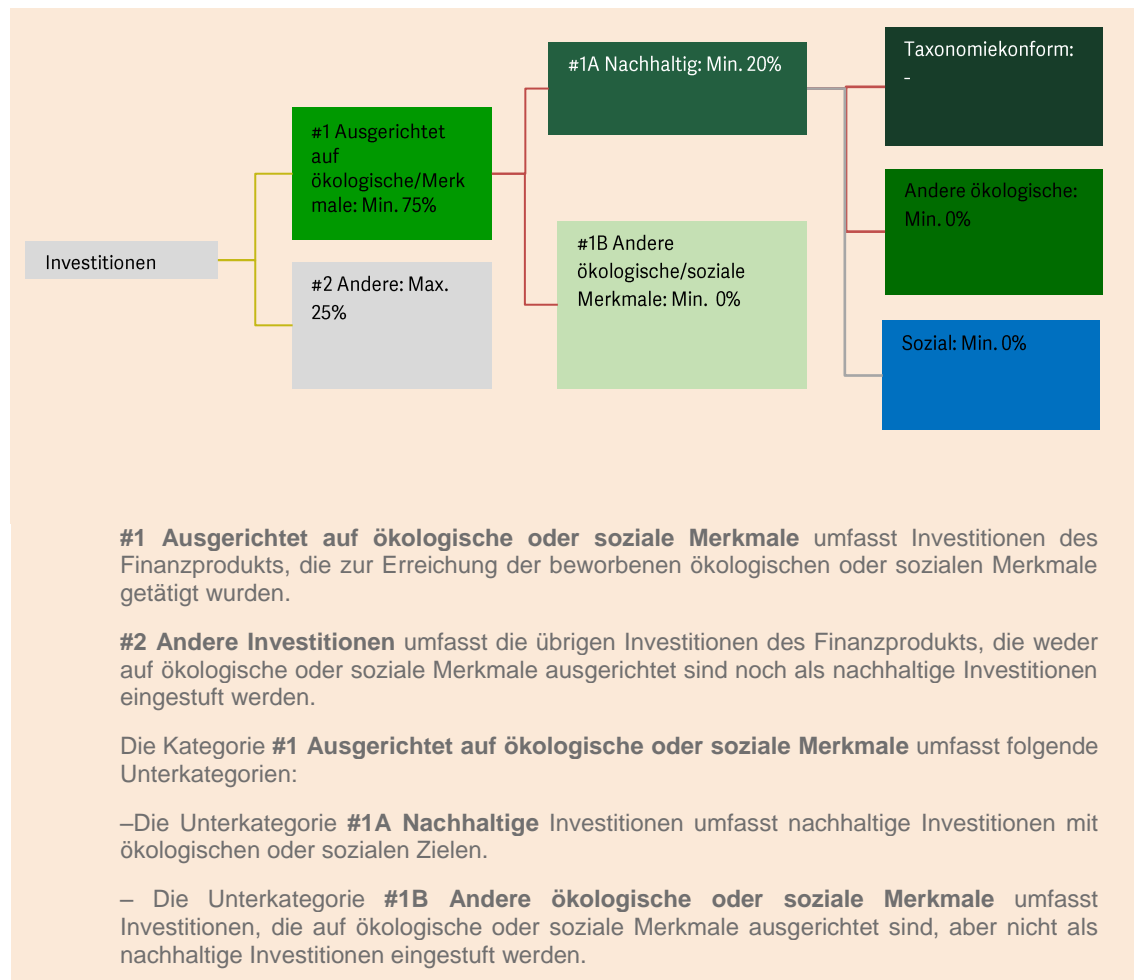 Investitionen
#1 Ausgerichtet
auf
ökologische/Merk
male: Min. 75%
#2 Andere: Max.
25%
#1A Nachhaltig: Min. 20%
#1B Andere
ökologische/soziale
Merkmale: Min. 0%
Taxonomiekonform:
-
Andere ökologische:
Min. 0%
Sozial: Min. 0%
#1 Ausgerichtet auf ökologische oder soziale Merkmale umfasst Investitionen des
Finanzprodukts, die zur Erreichung der beworbenen ökologischen oder sozialen Merkmale
getätigt wurden.
#2 Andere Investitionen umfasst die übrigen Investitionen des Finanzprodukts, die weder
auf ökologische oder soziale Merkmale ausgerichtet sind noch als nachhaltige Investitionen
eingestuft werden.
Die Kategorie #1 Ausgerichtet auf ökologische oder soziale Merkmale umfasst folgende
Unterkategorien:
–Die Unterkategorie #1A Nachhaltige Investitionen umfasst nachhaltige Investitionen mit
ökologischen oder sozialen Zielen.
– Die Unterkategorie #1B Andere ökologische oder soziale Merkmale umfasst
Investitionen, die auf ökologische oder soziale Merkmale ausgerichtet sind, aber nicht als
nachhaltige Investitionen eingestuft werden.